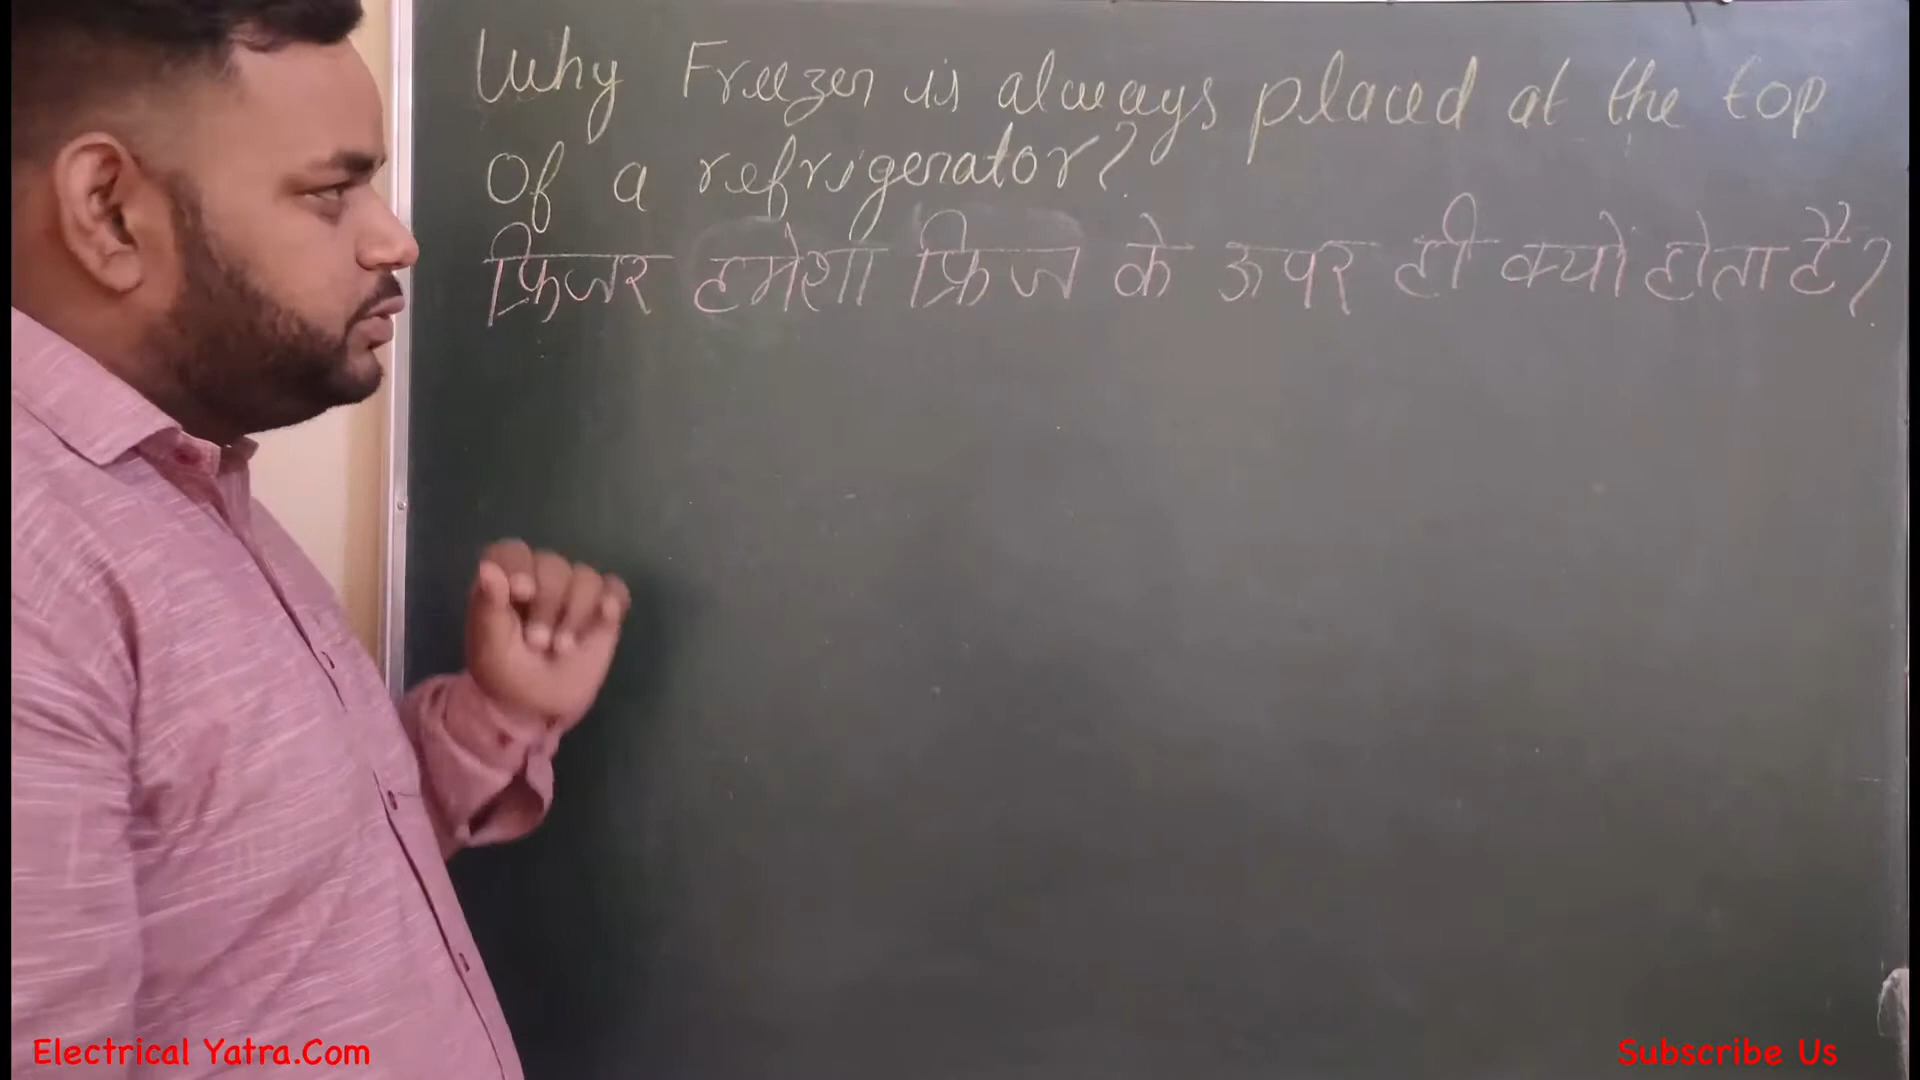 Why Freezer is always placed at the top
Of a refrigerator?
फ्रिजर हमेशा फ्रिज के ऊपर ही क्यो होता है?
Electrical Yatra.Com
Subscribe Us